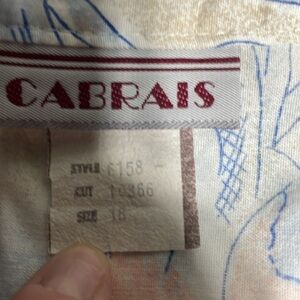 CABRAIS
STYLE 6158 -
CUT 10366
SIZE 18